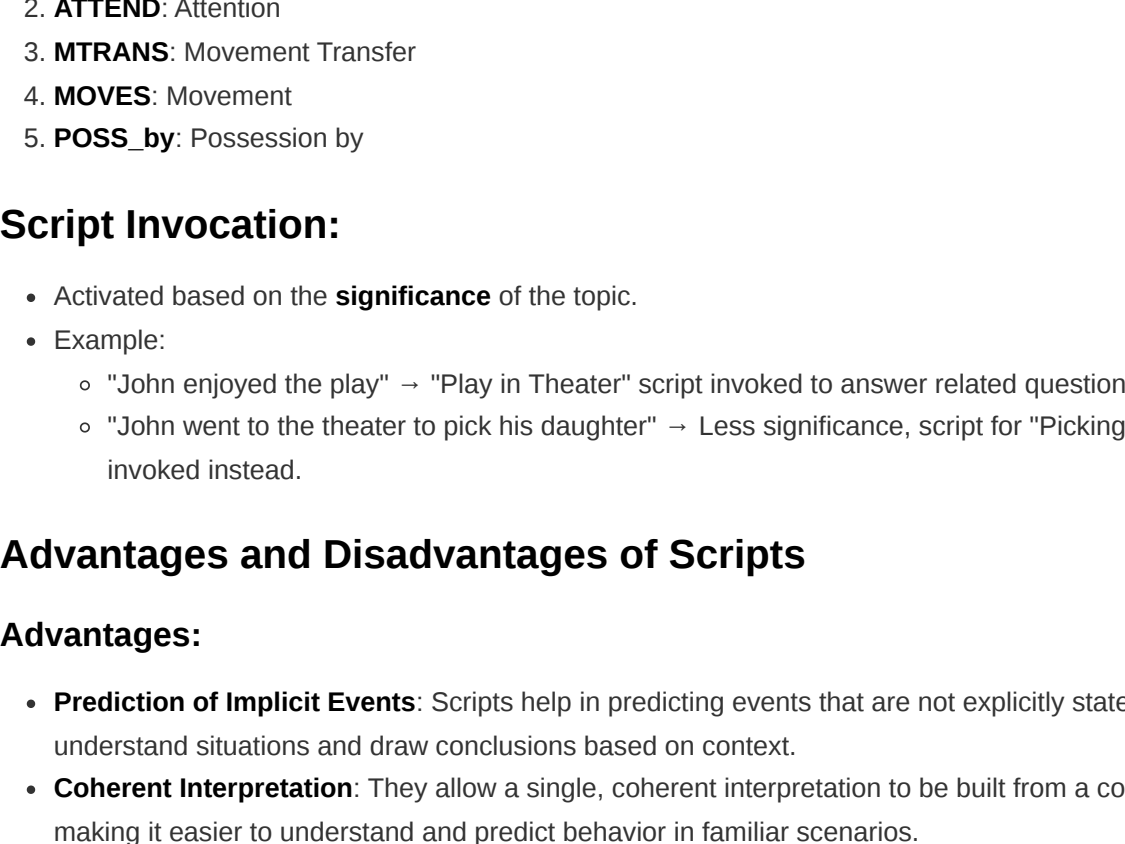 2. ATTEND: Attention
3. MTRANS: Movement Transfer
4. MOVES: Movement
5. POSS_by: Possession by
Script Invocation:
• Activated based on the significance of the topic.
• Example:
◦ "John enjoyed the play" → "Play in Theater" script invoked to answer related question
◦ "John went to the theater to pick his daughter" → Less significance, script for "Picking
invoked instead.
Advantages and Disadvantages of Scripts
Advantages:
• Prediction of Implicit Events: Scripts help in predicting events that are not explicitly state
understand situations and draw conclusions based on context.
• Coherent Interpretation: They allow a single, coherent interpretation to be built from a co
making it easier to understand and predict behavior in familiar scenarios.